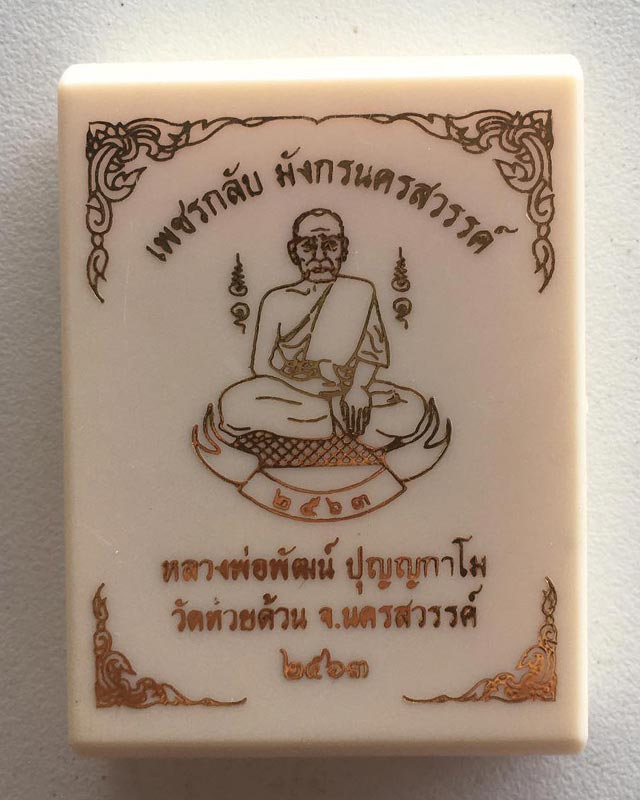 เพชรกลับ มังกรนครสวรรค์
๒๕๖๓
หลวงพ่อพัฒน์ ปุญญกาโม
วัดห้วยด้วน จ.นครสวรรค์
๒๕๖๓